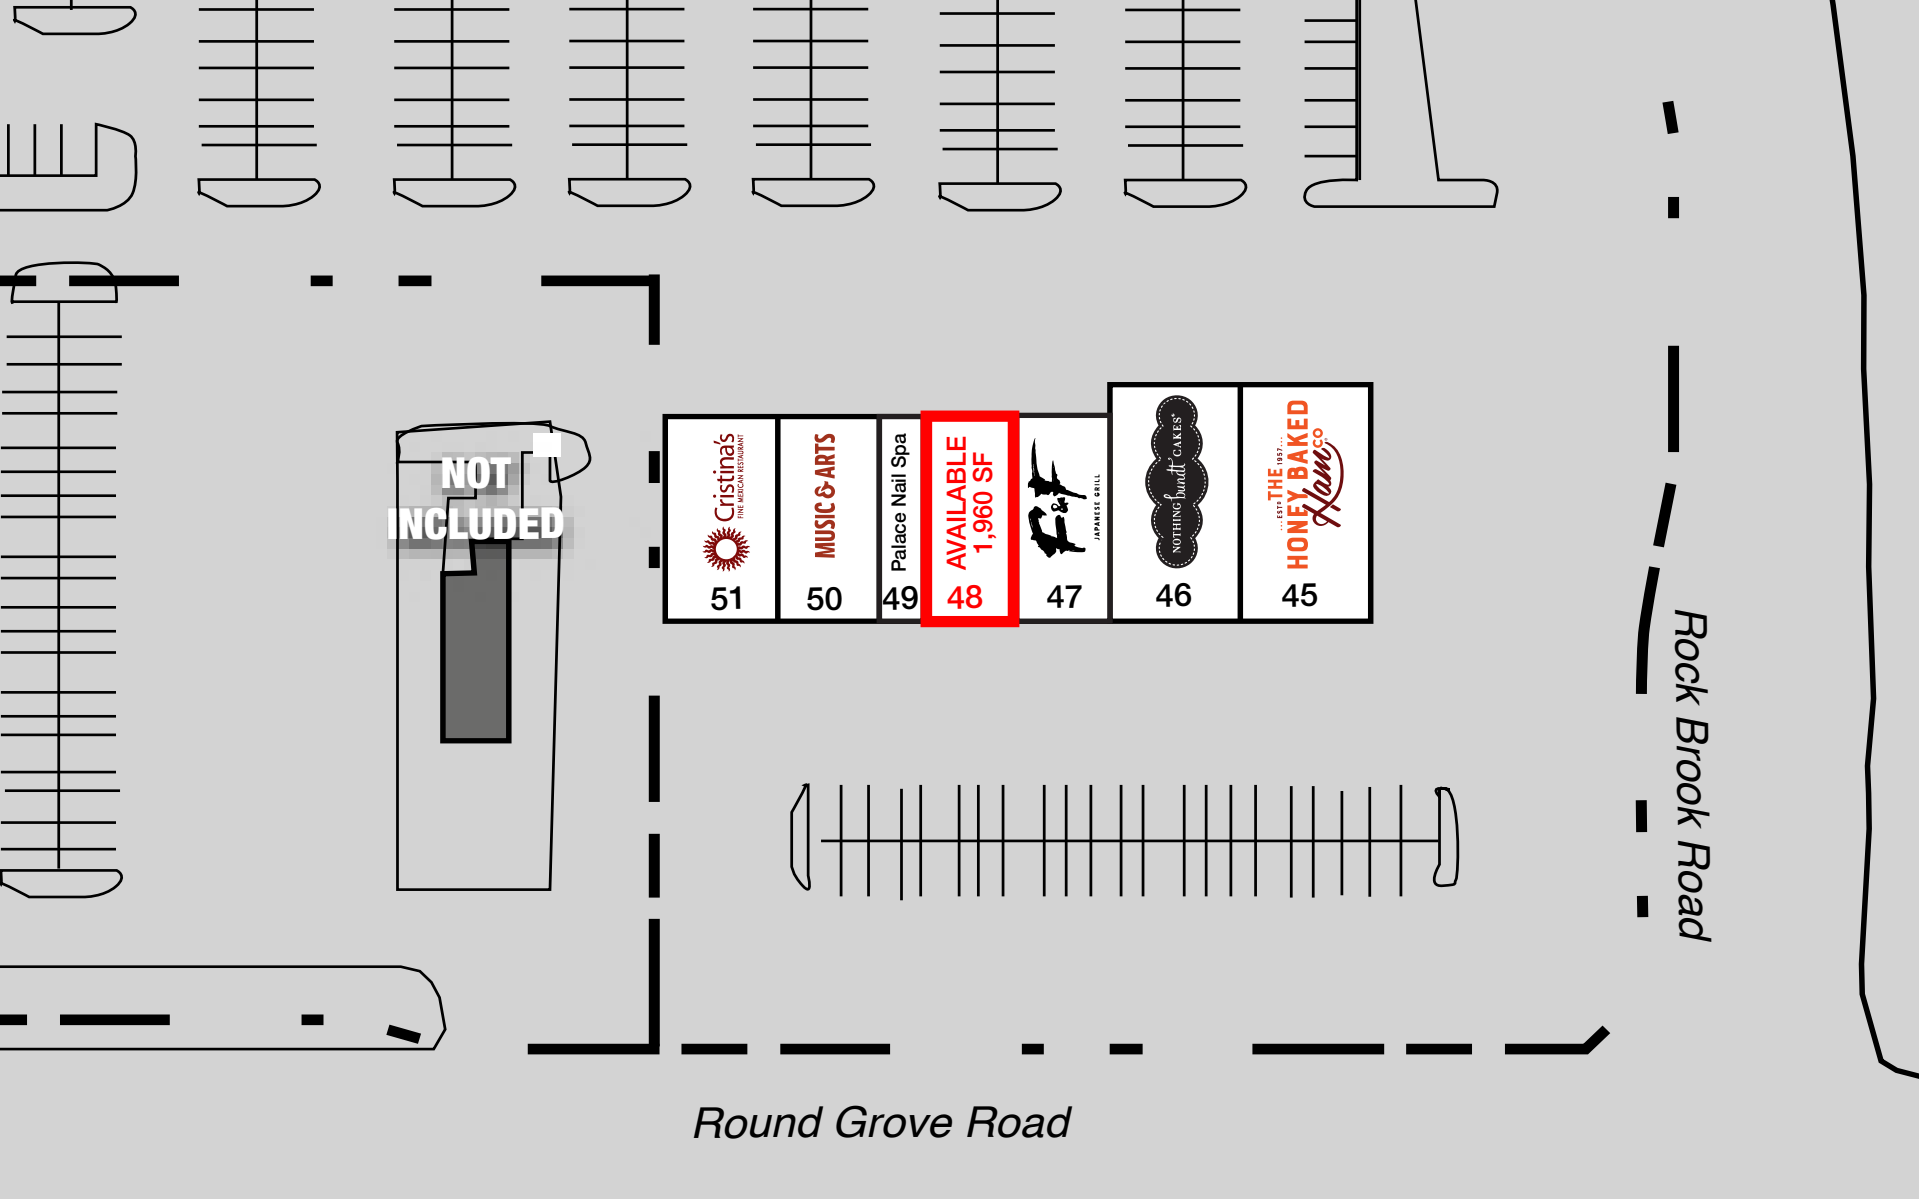 NOT
INCLUDED
Cristina's
FINE MEXICAN RESTAURANT
51
MUSIC & ARTS
50
Palace Nail Spa
49
AVAILABLE
1,960 SF
48
&
JAPANESE GRILL
47
NOTHING bundt CAKES
46
...ESTD 1957...
THE
HONEY BAKED
Ham CO
45
Rock Brook Road
Round Grove Road